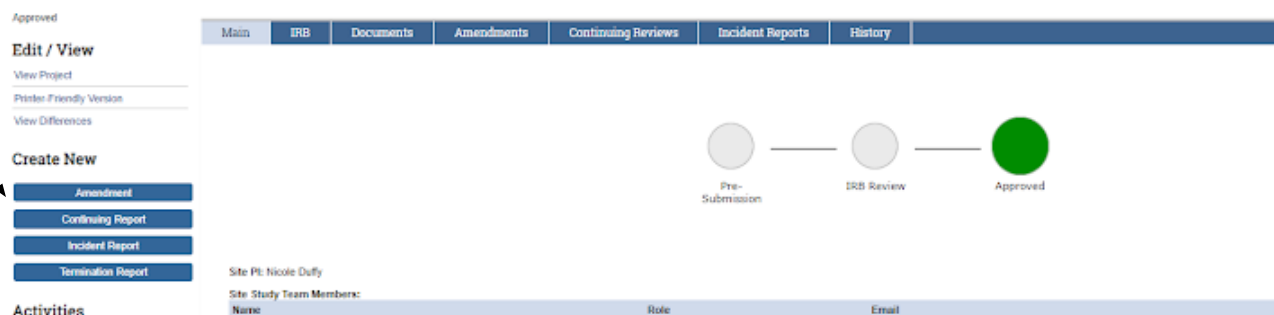 Approved
Edit / View
View Project
Printer-Friendly Version
View Differences
Create New
Amendment
Continuing Report
Incident Report
Termination Report
Activities
Main IRB Documents Amendments Continuing Reviews Incident Reports History
Pre-
Submission
IRB Review
Approved
Site PI: Nicole Duffy
Site Study Team Members:
Name Role Email